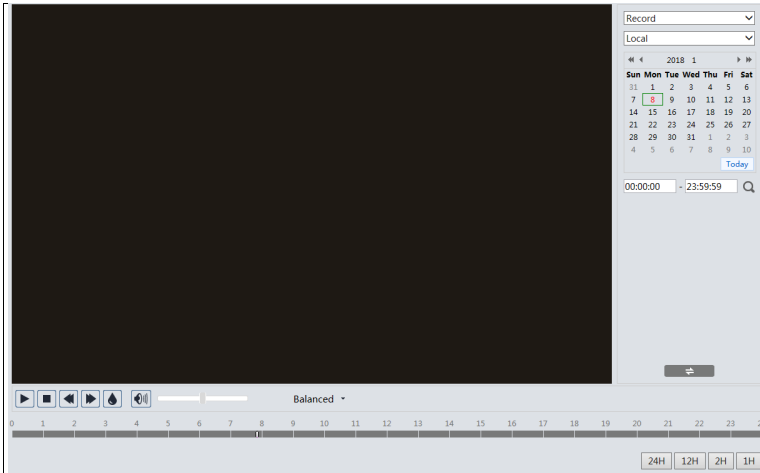 Record
Local
2018 1
Sun Mon Tue Wed Thu Fri Sat
31 1 2 3 4 5 6
7 8 9 10 11 12 13
14 15 16 17 18 19 20
21 22 23 24 25 26 27
28 29 30 31 1 2 3
4 5 6 7 8 9 10
Today
00:00:00 - 23:59:59
Balanced
0 1 2 3 4 5 6 7 8 9 10 11 12 13 14 15 16 17 18 19 20 21 22 23 2
24H 12H 2H 1H